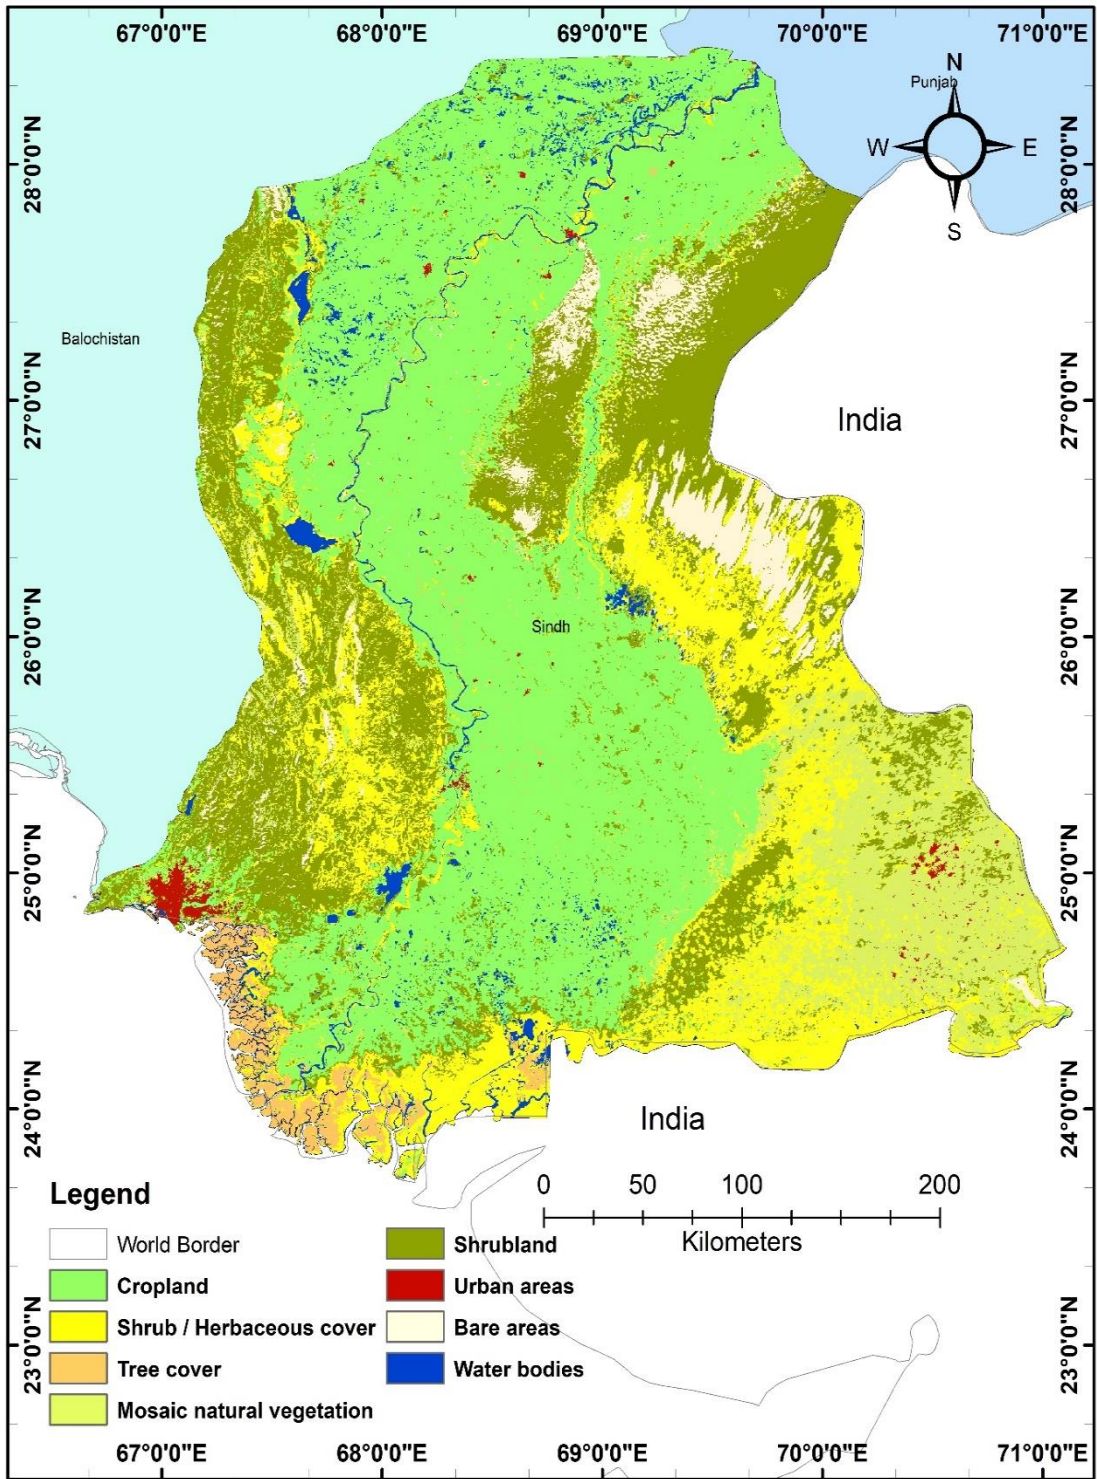 67°0'0"E 68°0'0"E 69°0'0"E 70°0'0"E 71°0'0"E
N
Punjab
W E
S
28°0'0"N 28°0'0"N
Balochistan
27°0'0"N 27°0'0"N
India
Sindh
26°0'0"N 26°0'0"N
25°0'0"N 25°0'0"N
24°0'0"N 24°0'0"N
India
0 50 100 200
Kilometers
Legend
World Border
Cropland
Shrub / Herbaceous cover
Tree cover
Mosaic natural vegetation
Shrubland
Urban areas
Bare areas
Water bodies
23°0'0"N 23°0'0"N
67°0'0"E 68°0'0"E 69°0'0"E 70°0'0"E 71°0'0"E